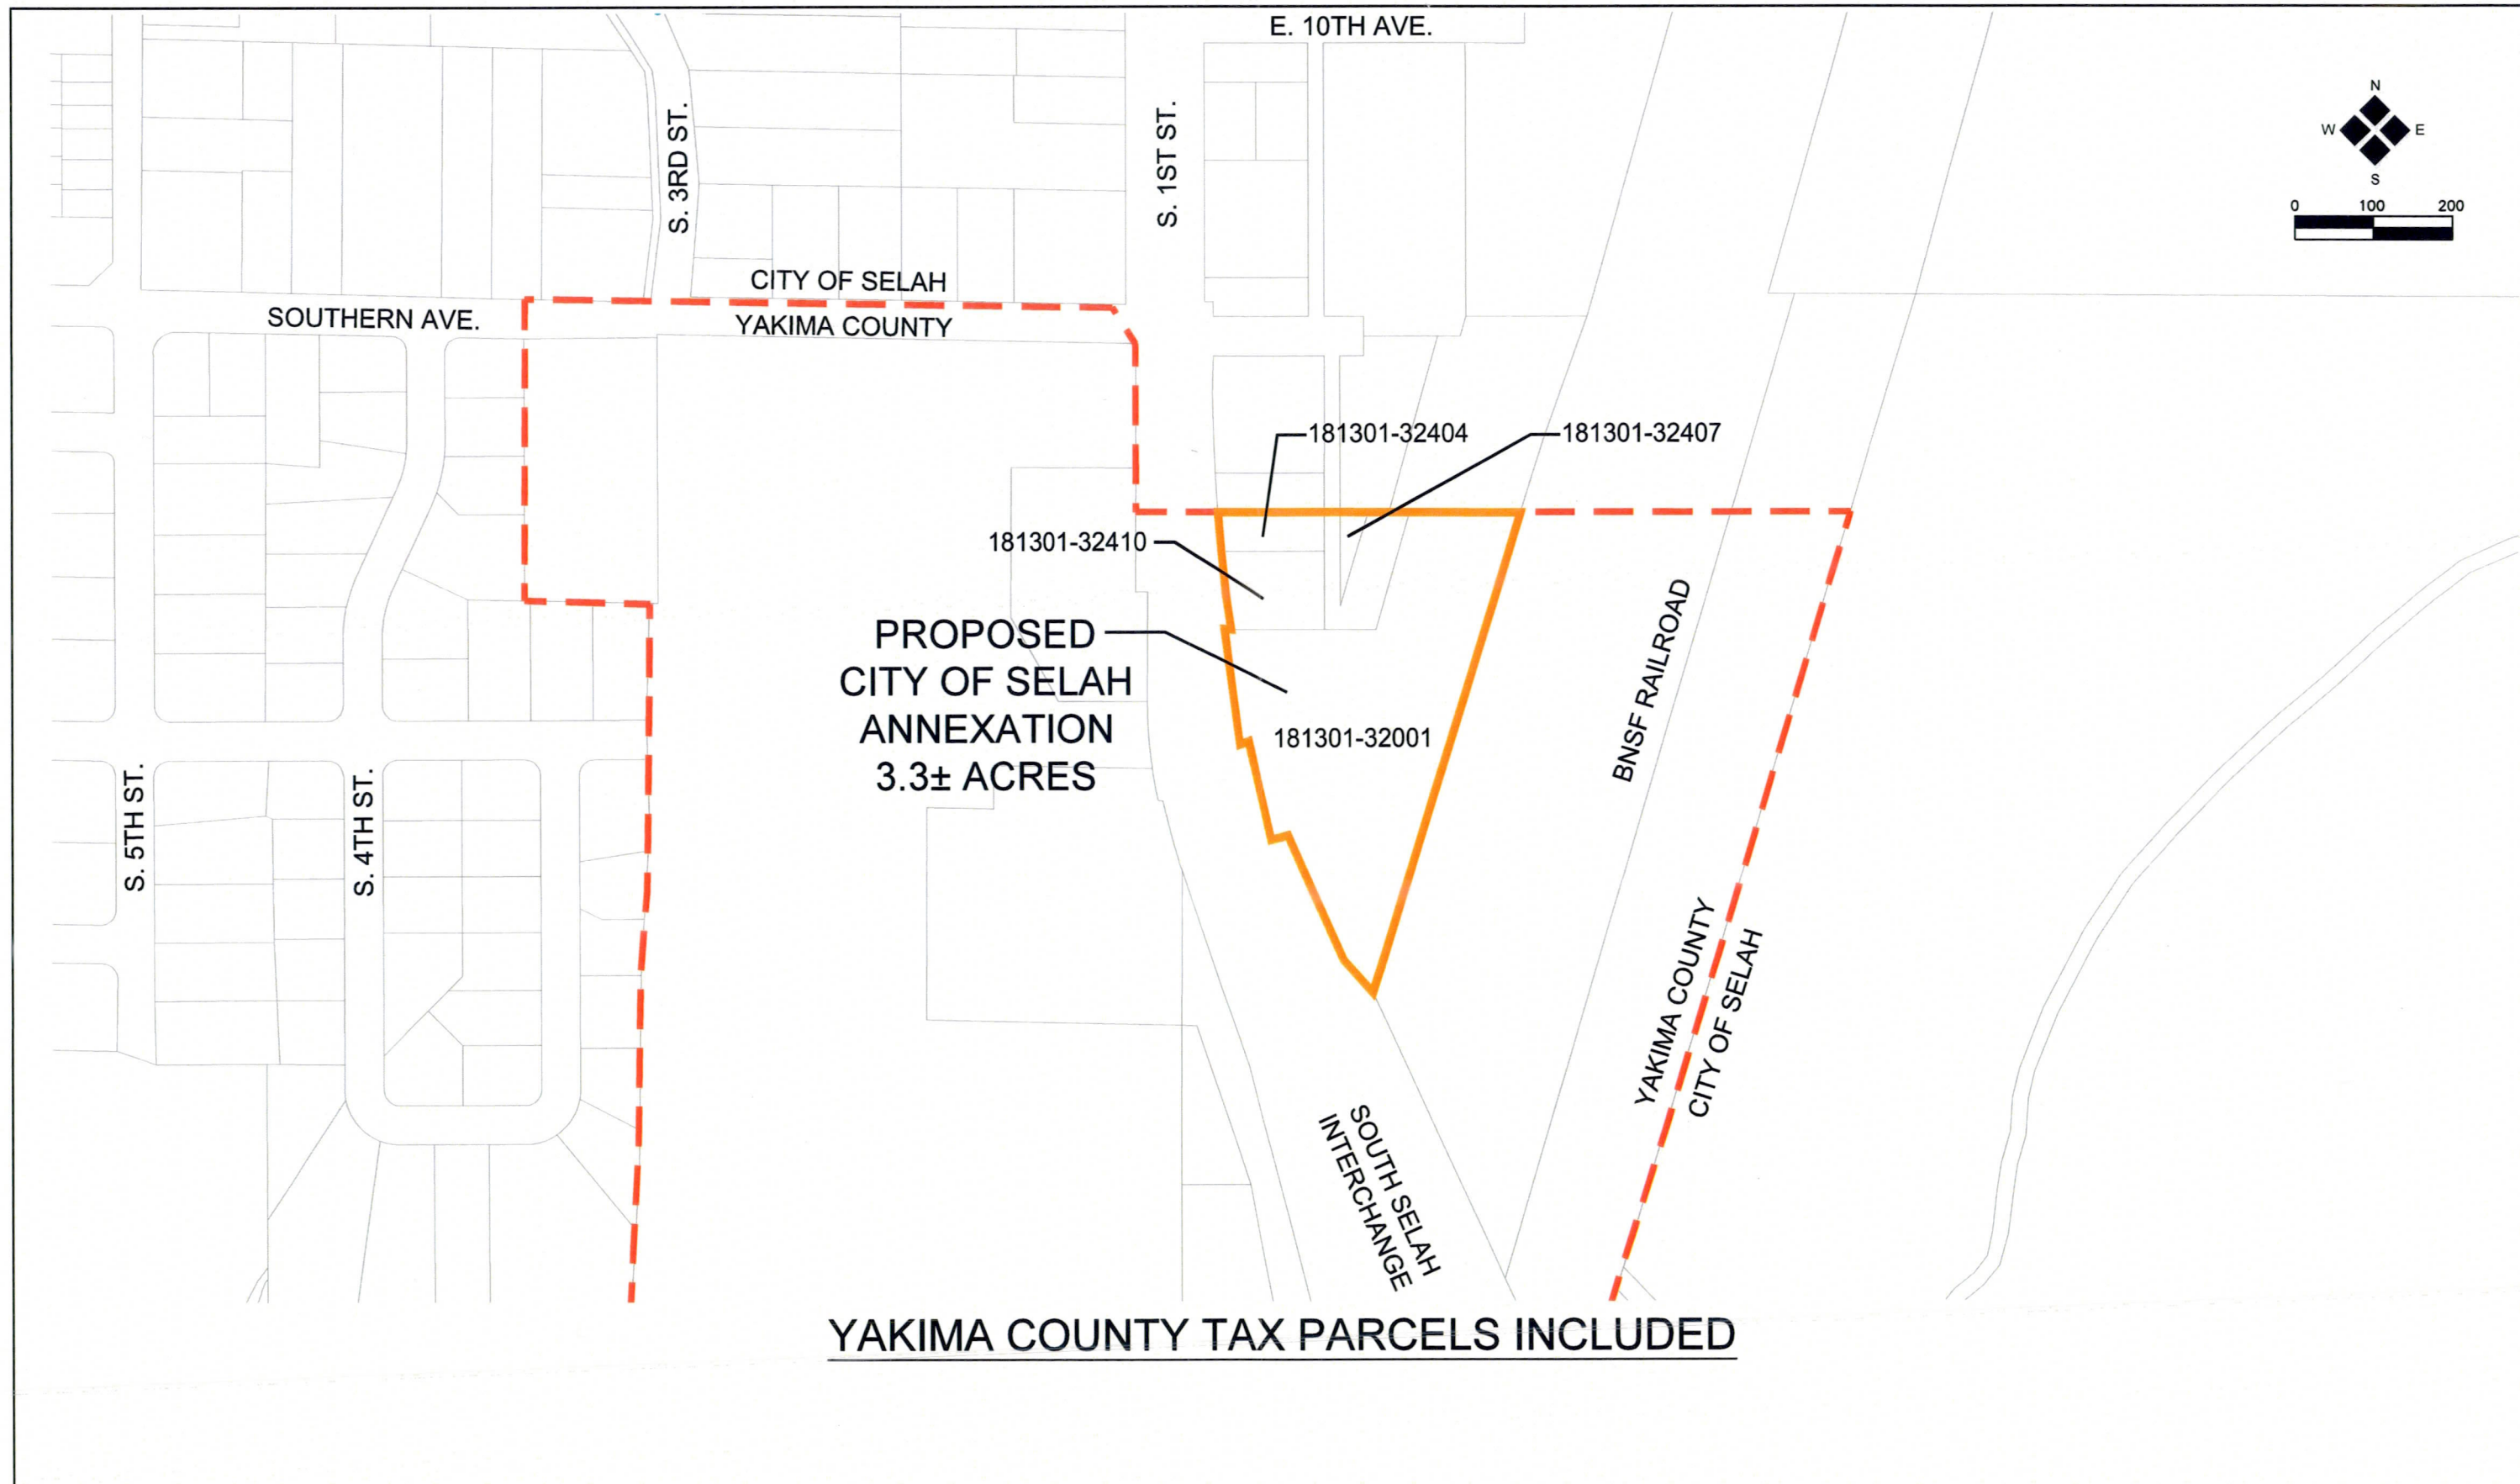 E. 10TH AVE.
N
W
E
S
0 100 200
S. 3RD ST.
S. 1ST ST.
CITY OF SELAH
SOUTHERN AVE.
YAKIMA COUNTY
181301-32404
181301-32407
181301-32410
PROPOSED
CITY OF SELAH
ANNEXATION
3.3± ACRES
181301-32001
BNSF RAILROAD
S. 5TH ST.
S. 4TH ST.
YAKIMA COUNTY
CITY OF SELAH
SOUTH SELAH
INTERCHANGE
YAKIMA COUNTY TAX PARCELS INCLUDED